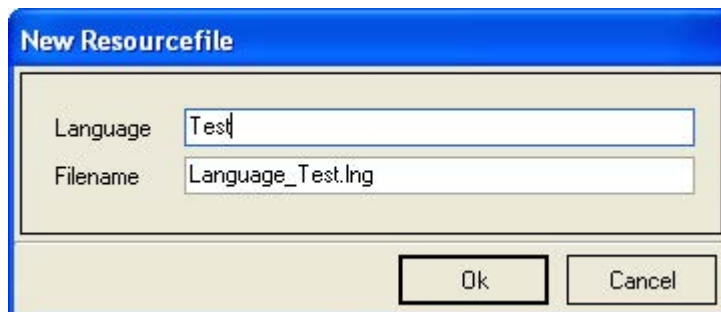 New Resourcefile
Language Test
Filename Language_Test.lng
Ok Cancel